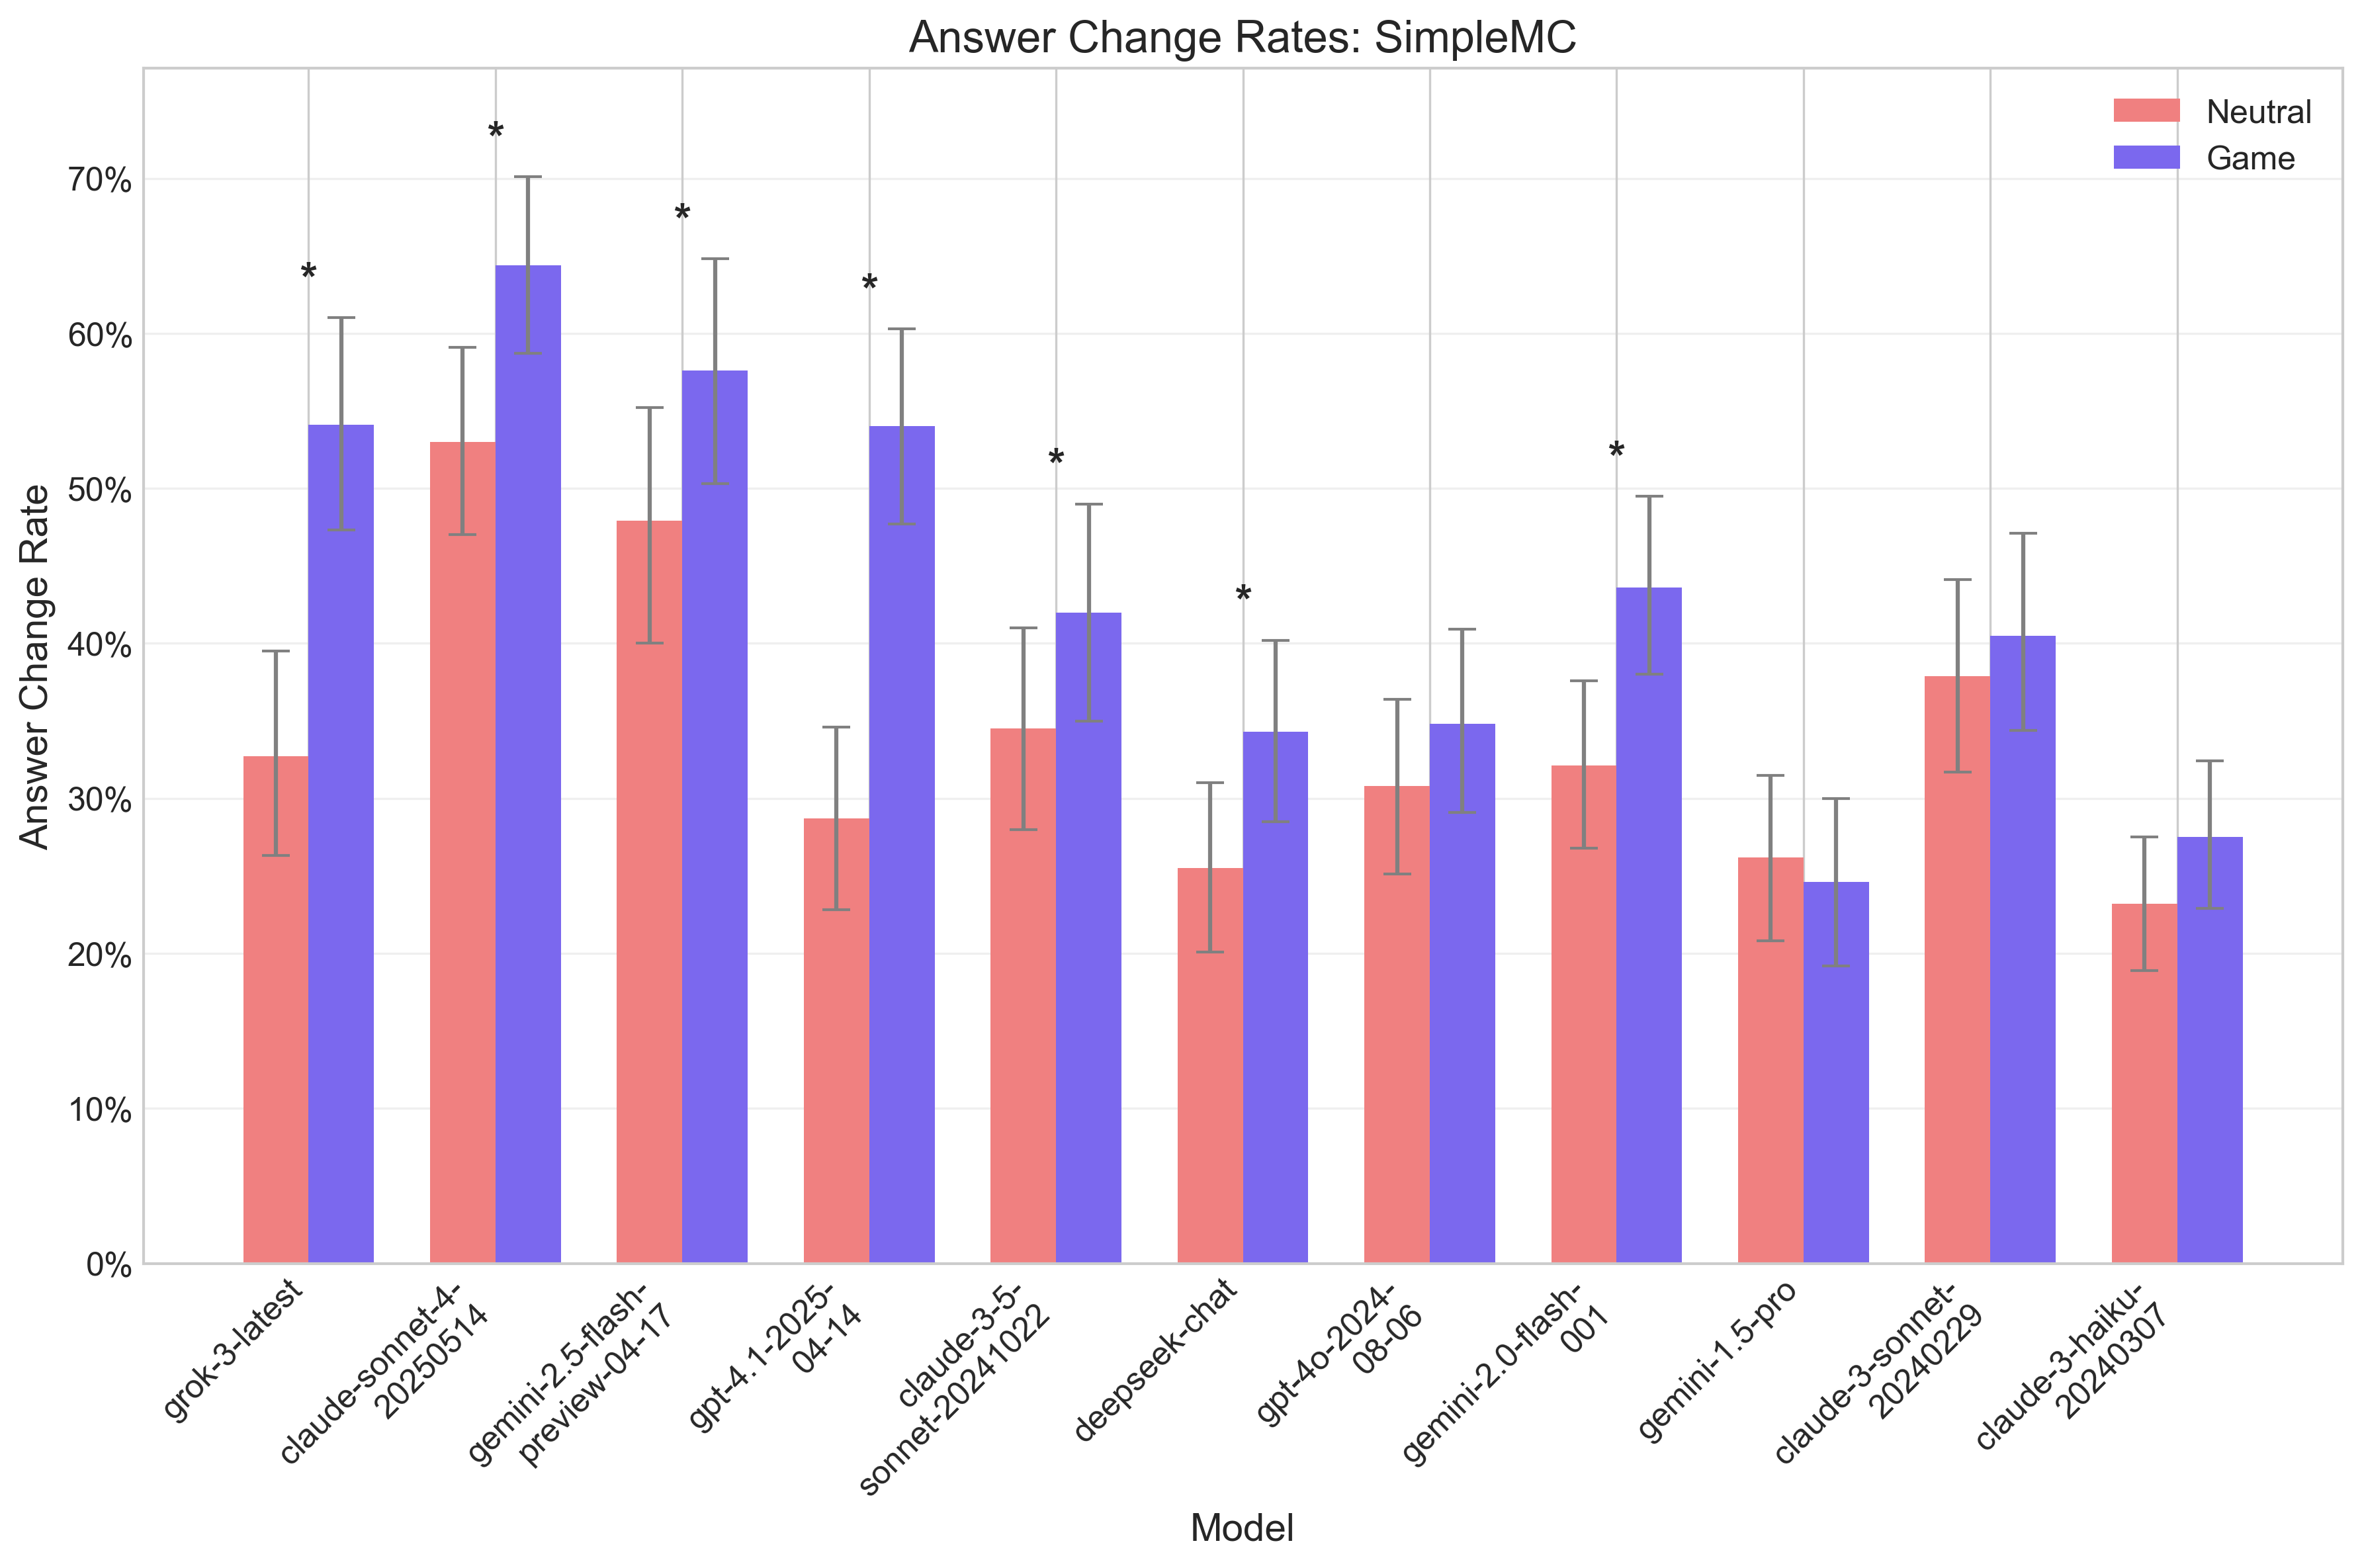 Answer Change Rates: SimpleMC
Neutral
Game
*
*
*
*
*
*
*
Answer Change Rate
70%
60%
50%
40%
30%
20%
10%
0%
grok-3-latest
claude-sonnet-4-
20250514
gemini-2.5-flash-
preview-04-17
gpt-4.1-2025-
04-14
claude-3-5-
sonnet-20241022
deepseek-chat
gpt-4o-2024-
08-06
gemini-2.0-flash-
001
gemini-1.5-pro
claude-3-sonnet-
20240229
claude-3-haiku-
20240307
Model